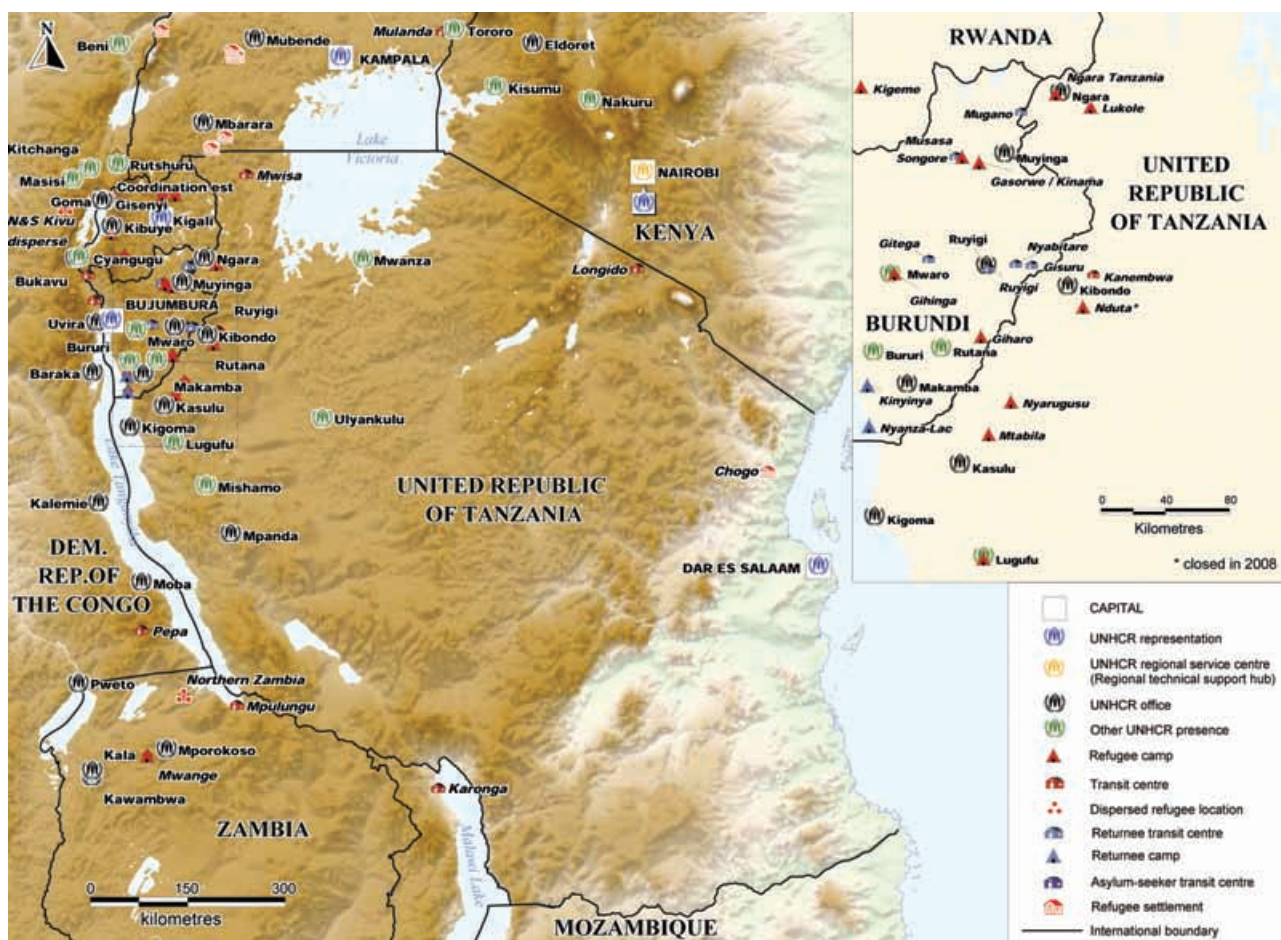 N
Beni
Mubende
KAMPALA
Mulanda
Tororo
Eldoret
Kisumu
Nakuru
Mbarara
Lake
Victoria
Kitchanga
Rutshuru
Masisi
Mwisa
NAIROBI
Coordination est
Goma
Gisenyi
N&S Kivu
disperse
Kigali
Kibuye
KENYA
Cyangugu
Ngara
Mwanza
Longido
Bukavu
Muyinga
BUJUMBURA
Ruyigi
Uvira
Mwaro
Kibondo
Bururi
Rutana
Baraka
Makamba
Kasulu
Kigoma
Ulyankulu
Lugufu
Mishamo
Chogo
UNITED REPUBLIC
OF TANZANIA
Kalemie
Mpanda
DEM.
REP.OF
THE CONGO
Moba
DAR ES SALAAM
Pepa
Pweto
Northern Zambia
Mpulungu
Kala
Mporokoso
Mwange
Kawambwa
Karonga
ZAMBIA
Malawi Lake
MOZAMBIQUE
0 150 300
kilometres
RWANDA
Kigeme
Ngara Tanzania
Ngara
Lukole
Mugano
Musasa
Songore
Muyinga
Gasorwe / Kinama
UNITED
REPUBLIC
OF TANZANIA
Gitega
Ruyigi
Nyabitare
Mwaro
Gisuru
Kanembwa
Gihinga
Ruyigi
Kibondo
Nduta*
BURUNDI
Giharo
Bururi
Rutana
Makamba
Kinyinya
Nyarugusu
Nyanza-Lac
Mtabila
Kasulu
Kigoma
Lugufu
0 40 80
Kilometres
* closed in 2008
CAPITAL
UNHCR representation
UNHCR regional service centre
(Regional technical support hub)
UNHCR office
Other UNHCR presence
Refugee camp
Transit centre
Dispersed refugee location
Returnee transit centre
Returnee camp
Asylum-seeker transit centre
Refugee settlement
International boundary